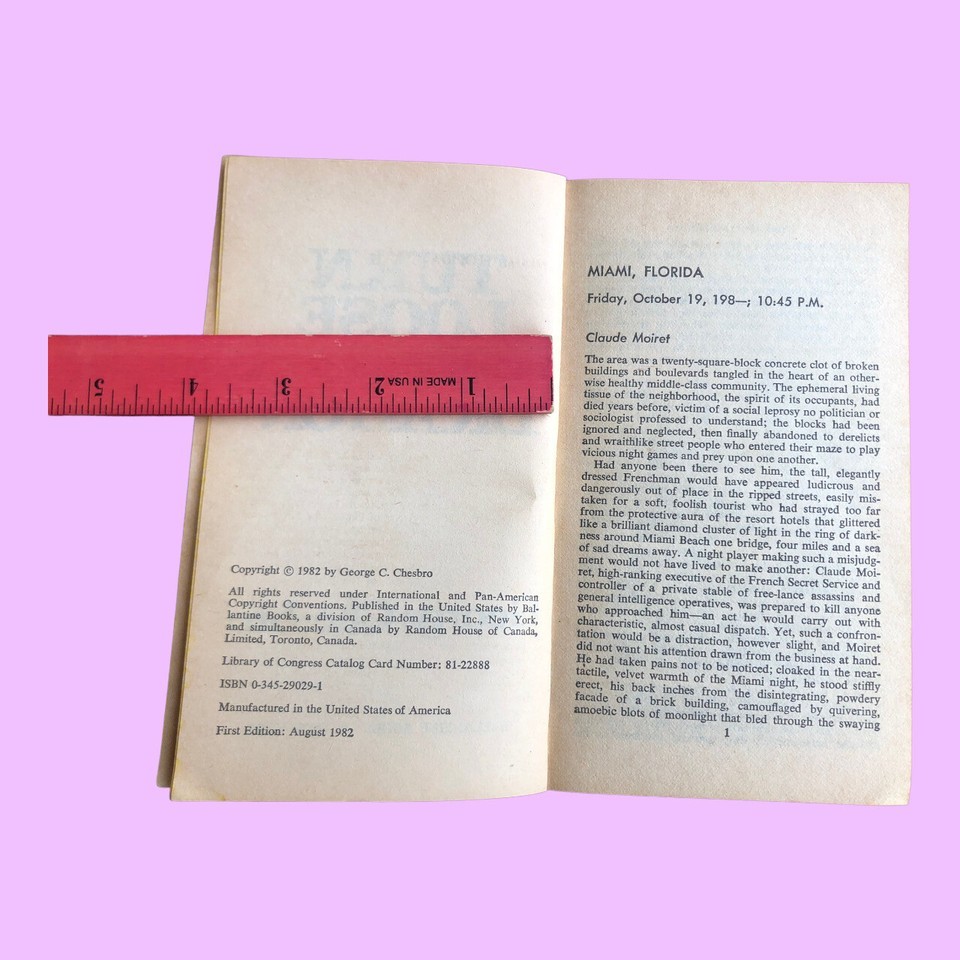 Copyright © 1982 by George C. Chesbro
All rights reserved under International and Pan-American
Copyright Conventions. Published in the United States by Bal-
lantine Books, a division of Random House, Inc., New York,
and simultaneously in Canada by Random House of Canada,
Limited, Toronto, Canada.
Library of Congress Catalog Card Number: 81-22888
ISBN 0-345-29029-1
Manufactured in the United States of America
First Edition: August 1982
5 4 3 2 MADE IN USA 1
MIAMI, FLORIDA
Friday, October 19, 198—; 10:45 P.M.
Claude Moiret
The area was a twenty-square-block concrete clot of broken
buildings and boulevards tangled in the heart of an other-
wise healthy middle-class community. The ephemeral living
tissue of the neighborhood, the spirit of its occupants, had
died years before, victim of a social leprosy no politician or
sociologist professed to understand; the blocks had been
ignored and neglected, then finally abandoned to derelicts
and wraithlike street people who entered their maze to play
vicious night games and prey upon one another.
Had anyone been there to see him, the tall, elegantly
dressed Frenchman would have appeared ludicrous and
dangerously out of place in the ripped streets, easily mis-
taken for a soft, foolish tourist who had strayed too far
from the protective aura of the resort hotels that glittered
like a brilliant diamond cluster of light in the ring of dark-
ness around Miami Beach one bridge, four miles and a sea
of sad dreams away. A night player making such a misjudg-
ment would not have lived to make another: Claude Moi-
ret, high-ranking executive of the French Secret Service and
controller of a private stable of free-lance assassins and
general intelligence operatives, was prepared to kill anyone
who approached him—an act he would carry out with
characteristic, almost casual dispatch. Yet, such a confron-
tation would be a distraction, however slight, and Moiret
did not want his attention drawn from the business at hand.
He had taken pains not to be noticed; cloaked in the near-
tactile, velvet warmth of the Miami night, he stood stiffly
erect, his back inches from the disintegrating, powdery
facade of a brick building, camouflaged by quivering,
amoebic blots of moonlight that bled through the swaying
1